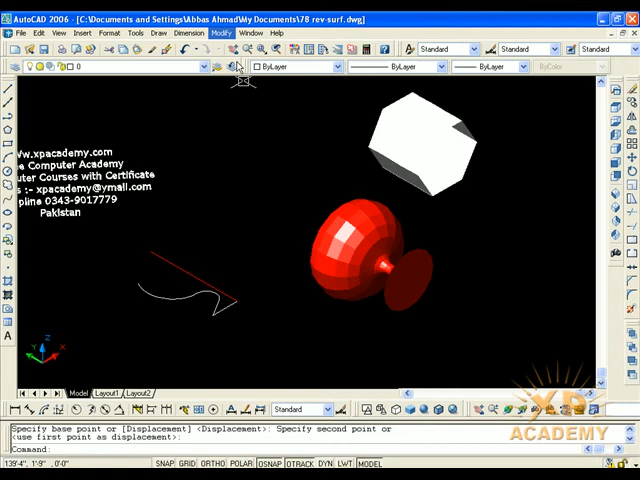 AutoCAD 2006 - [C:\Documents and Settings\Abbas Ahmad\My Documents\78 rev-surf.dwg]
File Edit View Insert Format Tools Draw Dimension Modify Window Help
Standard Standard Standard
0 ByLayer ByLayer ByLayer ByColor
w.xpacademy.com
e Computer Academy
uter Courses with Certificate
s :- xpacademy@ymail.com
pline 0343-9017779
Pakistan
Z
Y X
Model Layout1 Layout2
Standard
XP
ACADEMY
Specify base point or [Displacement] <Displacement>: Specify second point or
<use first point as displacement>:
Command:
139'-4", 1'-9" , 0'-0" SNAP GRID ORTHO POLAR OSNAP OTRACK DYN LWT MODEL